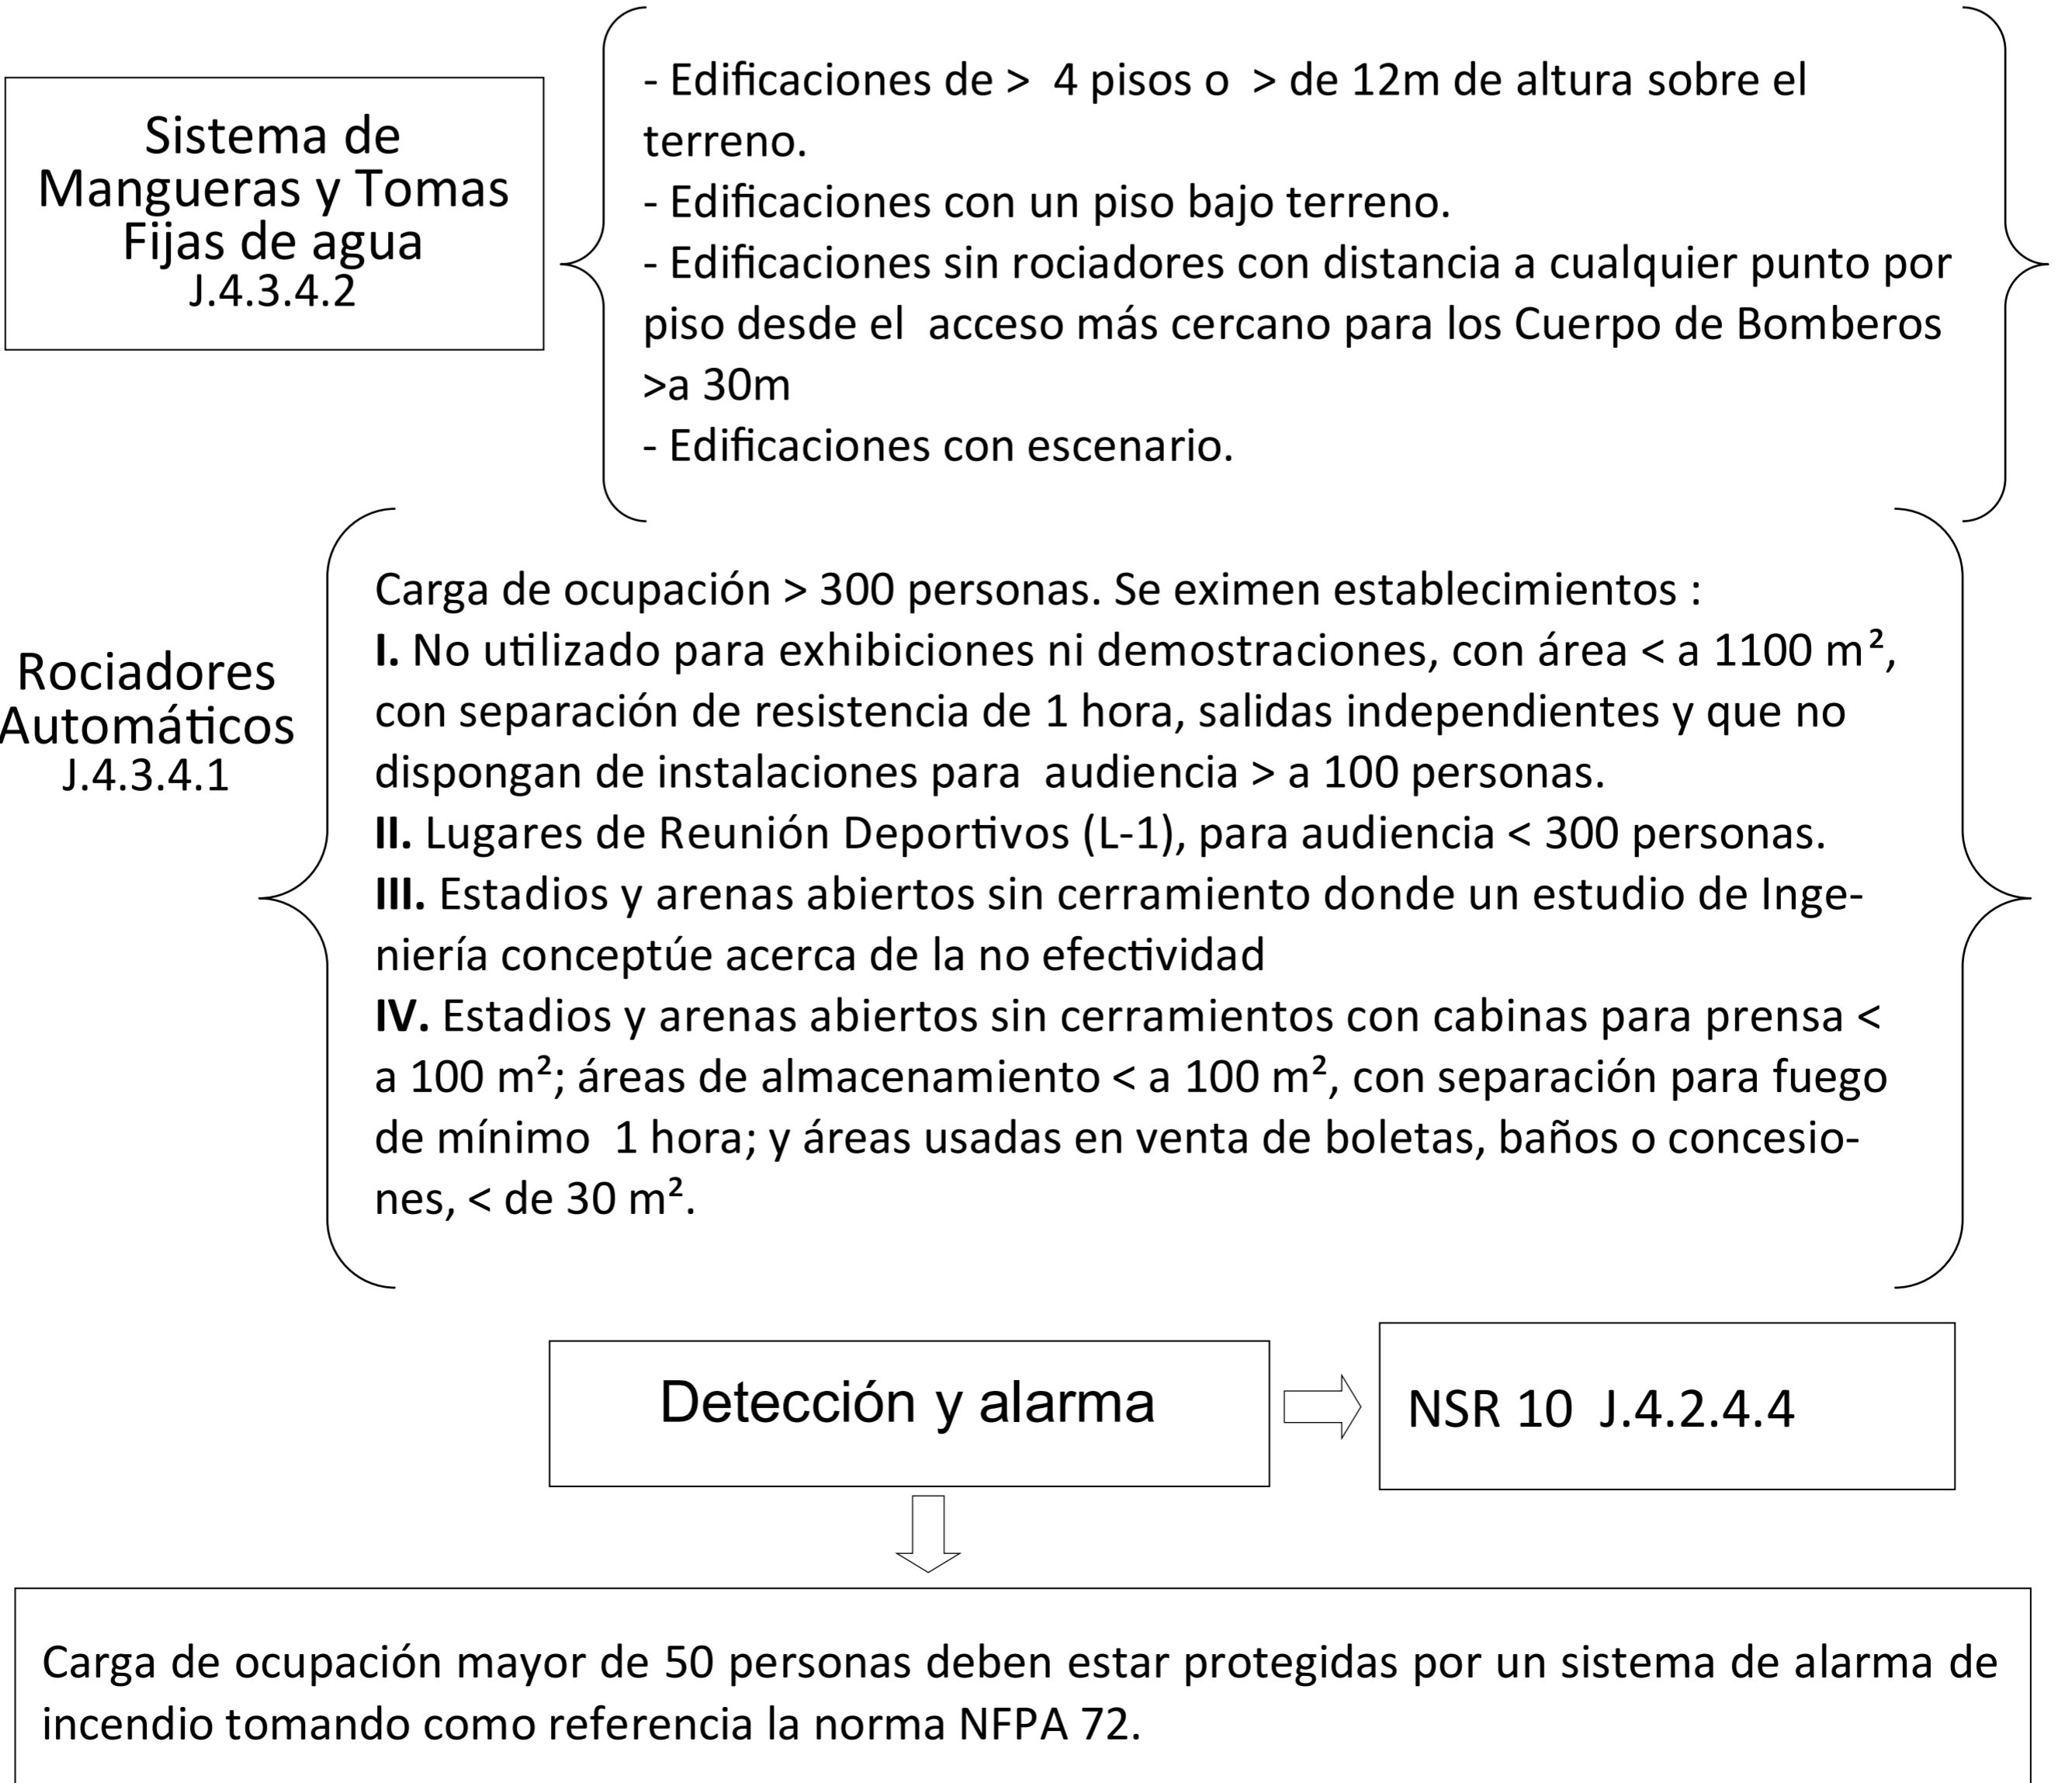 Sistema de
Mangueras y Tomas
Fijas de agua
J.4.3.4.2
- Edificaciones de > 4 pisos o > de 12m de altura sobre el
terreno.
- Edificaciones con un piso bajo terreno.
- Edificaciones sin rociadores con distancia a cualquier punto por
piso desde el acceso más cercano para los Cuerpo de Bomberos
>a 30m
- Edificaciones con escenario.
Rociadores
Automáticos
J.4.3.4.1
Carga de ocupación > 300 personas. Se eximen establecimientos :
I. No utilizado para exhibiciones ni demostraciones, con área < a 1100 m²,
con separación de resistencia de 1 hora, salidas independientes y que no
dispongan de instalaciones para audiencia > a 100 personas.
II. Lugares de Reunión Deportivos (L-1), para audiencia < 300 personas.
III. Estadios y arenas abiertos sin cerramiento donde un estudio de Inge-
niería conceptúe acerca de la no efectividad
IV. Estadios y arenas abiertos sin cerramientos con cabinas para prensa <
a 100 m²; áreas de almacenamiento < a 100 m², con separación para fuego
de mínimo 1 hora; y áreas usadas en venta de boletas, baños o concesio-
nes, < de 30 m².
Detección y alarma
NSR 10 J.4.2.4.4
Carga de ocupación mayor de 50 personas deben estar protegidas por un sistema de alarma de
incendio tomando como referencia la norma NFPA 72.